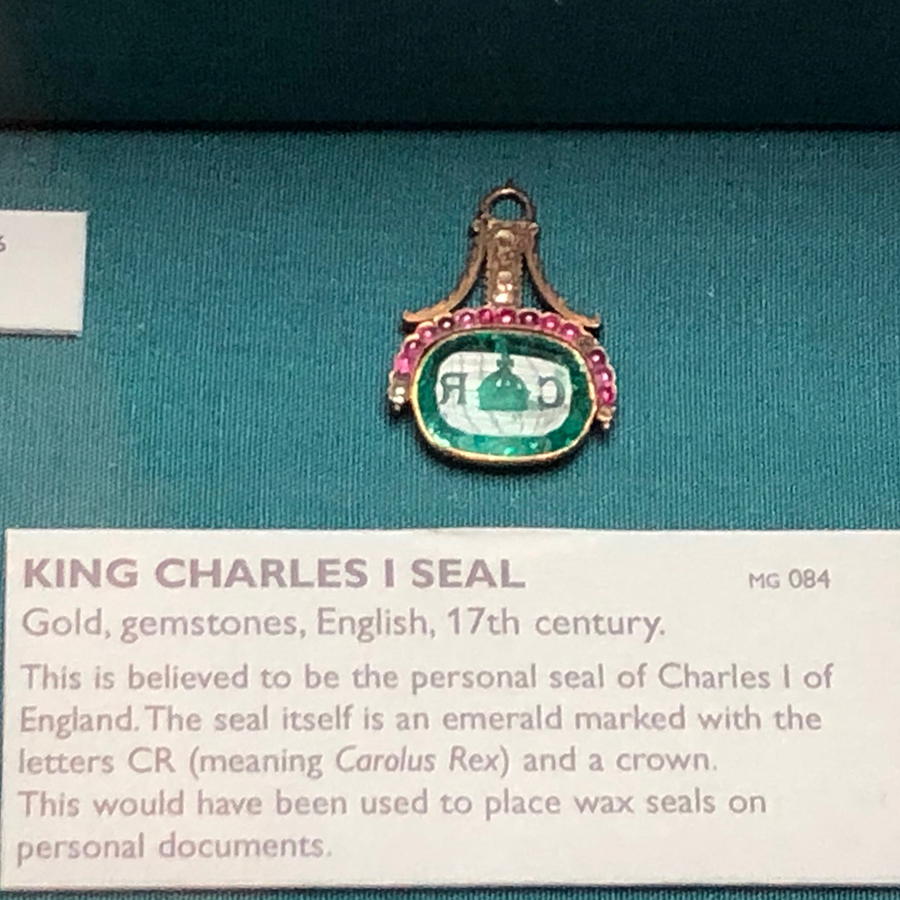 6
R C
KING CHARLES I SEAL MG 084
Gold, gemstones, English, 17th century.
This is believed to be the personal seal of Charles I of
England. The seal itself is an emerald marked with the
letters CR (meaning Carolus Rex) and a crown.
This would have been used to place wax seals on
personal documents.